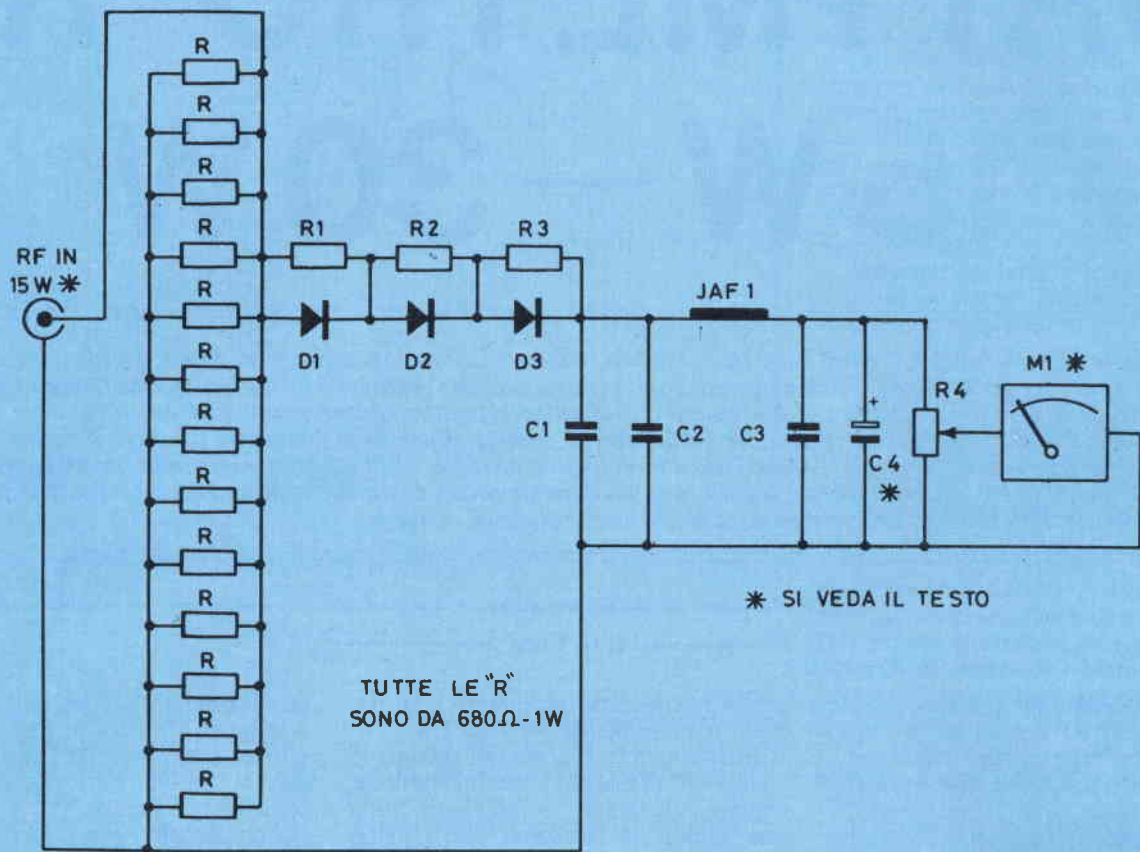 R
R
R
R
R
R
R
R
R
R
R
R
R
RF IN
15 W *
R1
R2
R3
D1
D2
D3
JAF 1
C1
C2
C3
+
C4
*
R4
M1 *
* SI VEDA IL TESTO
TUTTE LE "R"
SONO DA 680Ω-1W